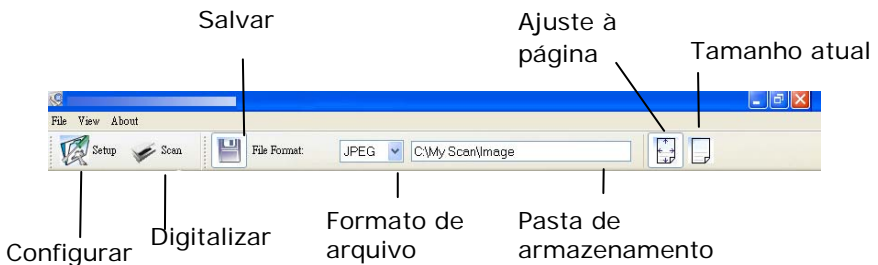 Salvar
Ajuste à
página
Tamanho atual
File View About
Setup Scan File Format: JPEG C:\My Scan\Image
Configurar
Digitalizar
Formato de
arquivo
Pasta de
armazenamento